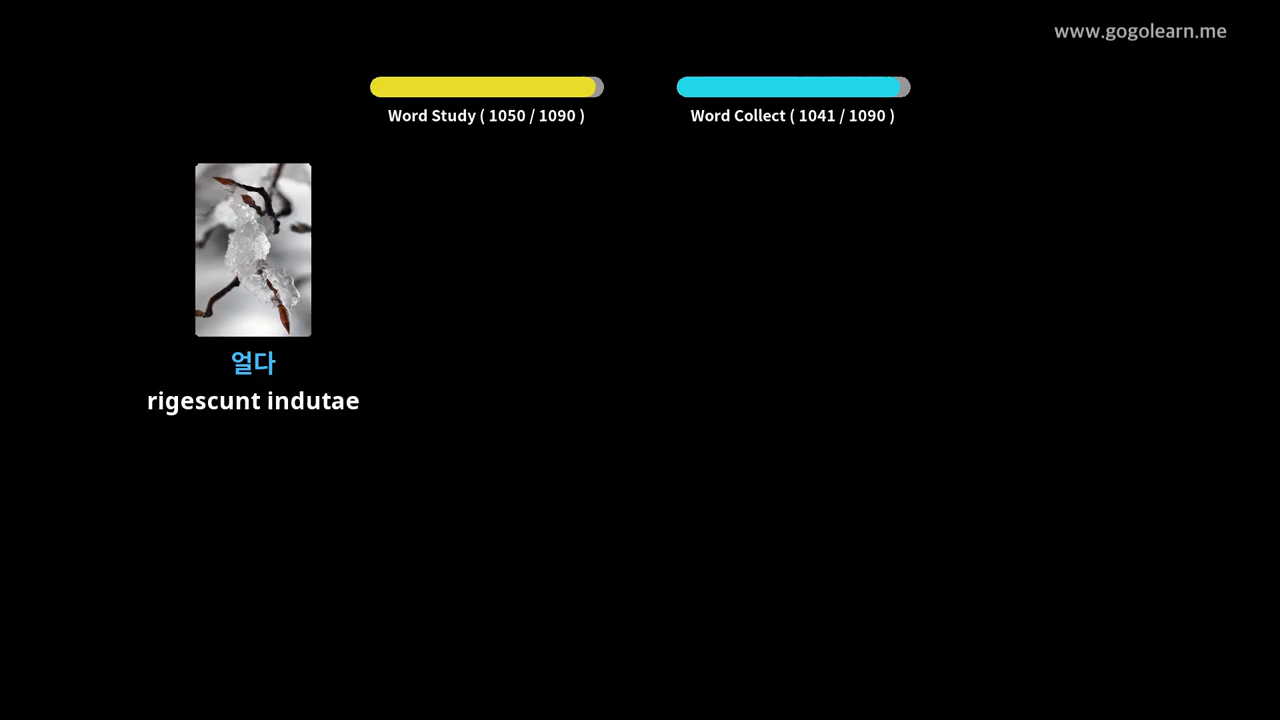 www.gogolearn.me
Word Study ( 1050 / 1090 )
Word Collect ( 1041 / 1090 )
얼다
rigescunt indutae